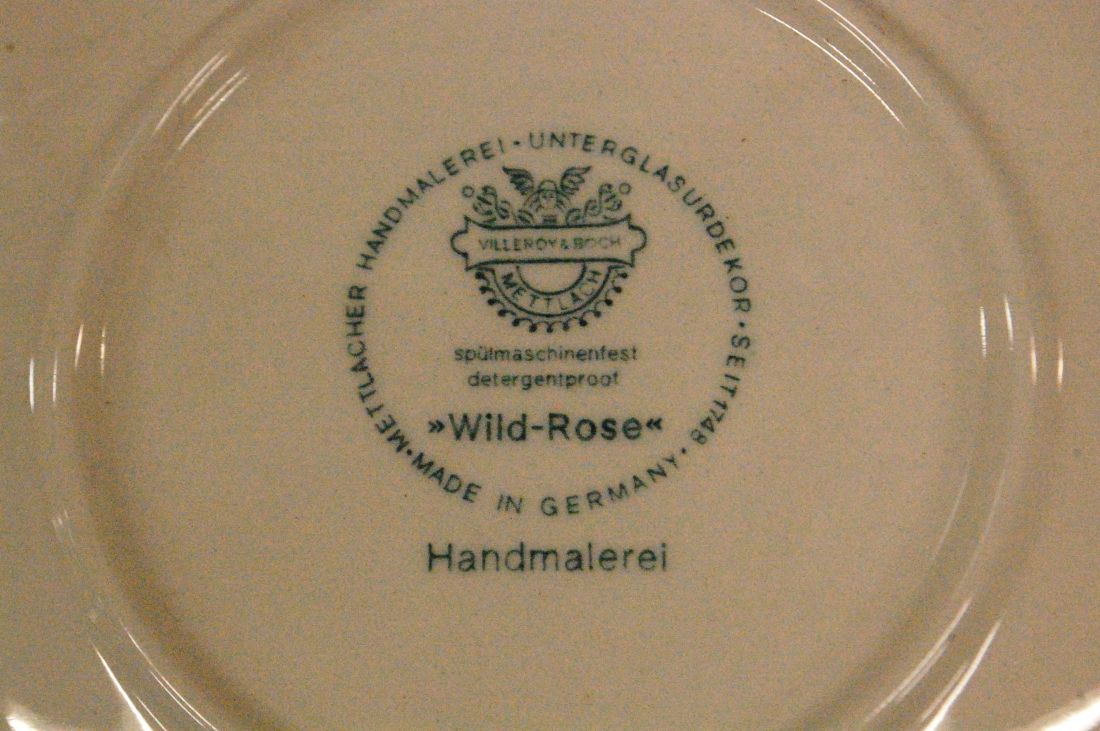 METTLACHER HANDMALEREI · UNTERGLASURDEKOR · SEIT 1748 · MADE IN GERMANY ·
VILLEROY & BOCH
METTLACH
spülmaschinenfest
detergentproof
»Wild-Rose«
Handmalerei